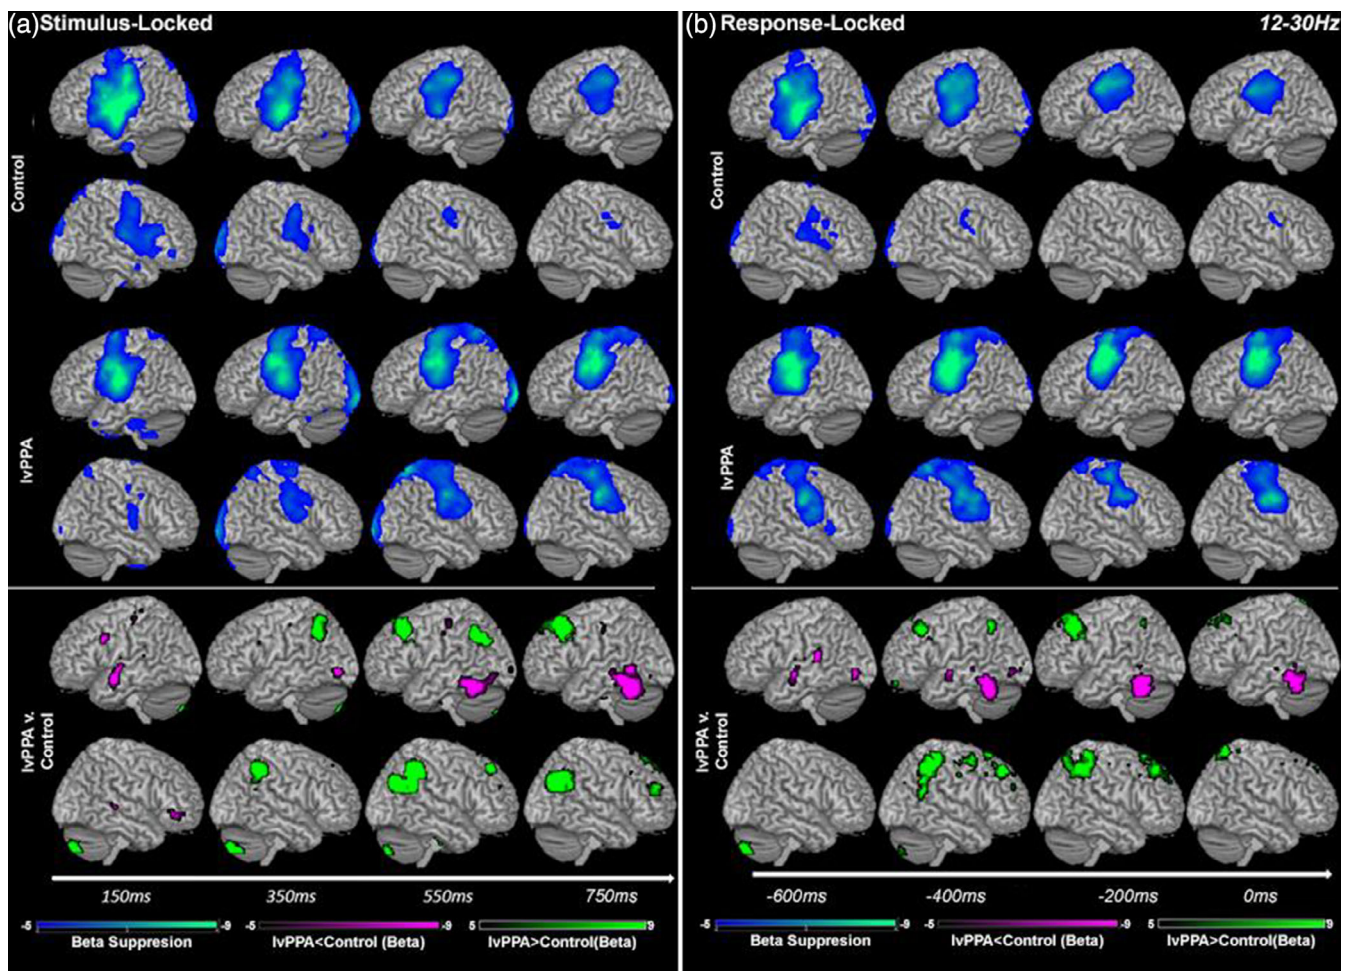 (a) Stimulus-Locked
(b) Response-Locked
12-30Hz
Control
Control
lvPPA
lvPPA
lvPPA v.
Control
lvPPA v.
Control
150ms 350ms 550ms 750ms
-600ms -400ms -200ms 0ms
-5 -9 -5 -9 5 9
Beta Suppresion lvPPA<Control (Beta) lvPPA>Control(Beta)
-5 -9 -5 -9 5 9
Beta Suppresion lvPPA<Control (Beta) lvPPA>Control(Beta)